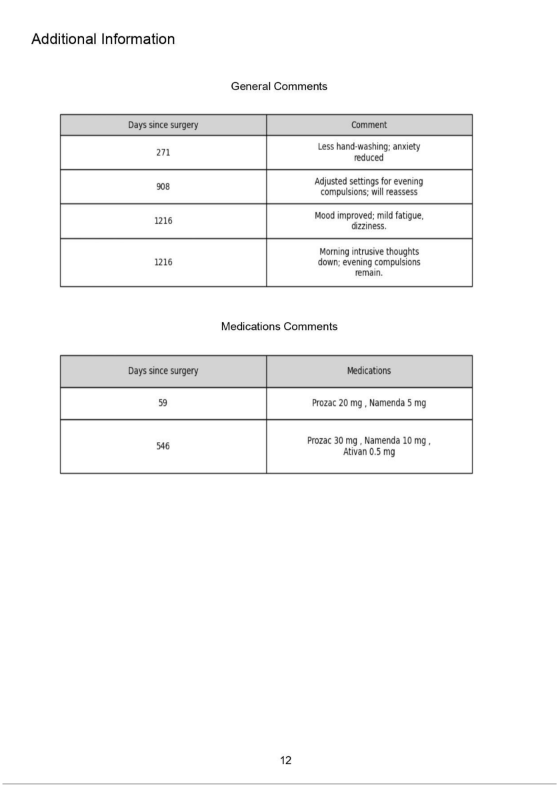 Additional Information
General Comments
Days since surgery Comment
271 Less hand-washing; anxiety
reduced
908 Adjusted settings for evening
compulsions; will reassess
1216 Mood improved; mild fatigue,
dizziness.
1216 Morning intrusive thoughts
down; evening compulsions
remain.
Medications Comments
Days since surgery Medications
59 Prozac 20 mg , Namenda 5 mg
546 Prozac 30 mg , Namenda 10 mg ,
Ativan 0.5 mg
12